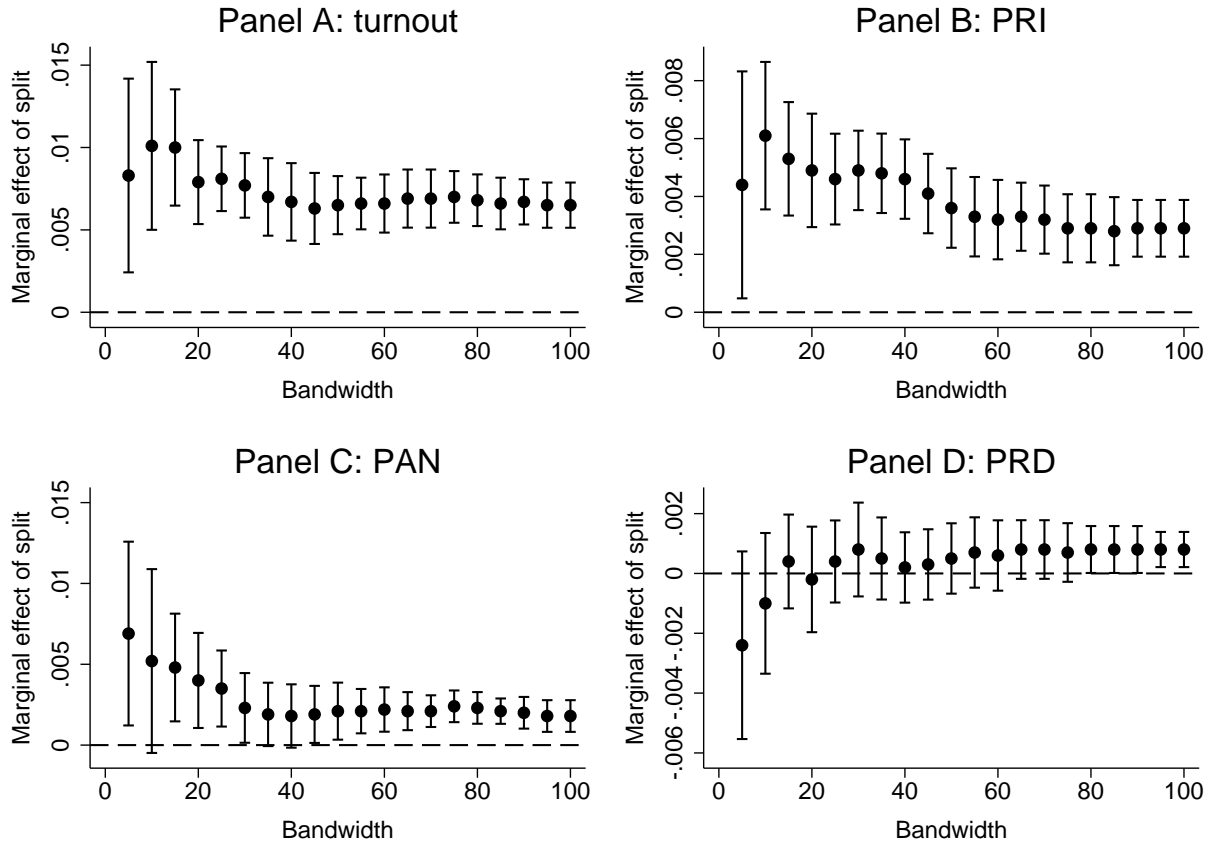 Panel A: turnout
Marginal effect of split
.015
.01
.005
0
0 20 40 60 80 100
Bandwidth
Panel B: PRI
Marginal effect of split
.008
.006
.004
.002
0
0 20 40 60 80 100
Bandwidth
Panel C: PAN
Marginal effect of split
.015
.01
.005
0
0 20 40 60 80 100
Bandwidth
Panel D: PRD
Marginal effect of split
.002
0
-.002
-.004
-.006
0 20 40 60 80 100
Bandwidth